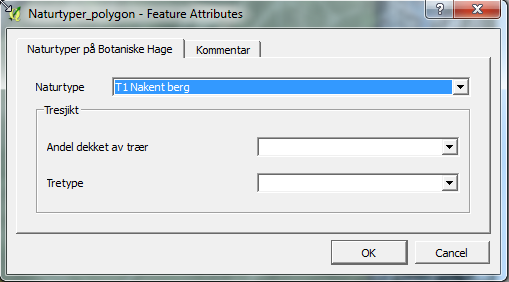 Naturtyper_polygon - Feature Attributes
Naturtyper på Botaniske Hage
Kommentar
Naturtype
T1 Nakent berg
Tresjikt
Andel dekket av trær
Tretype
OK
Cancel